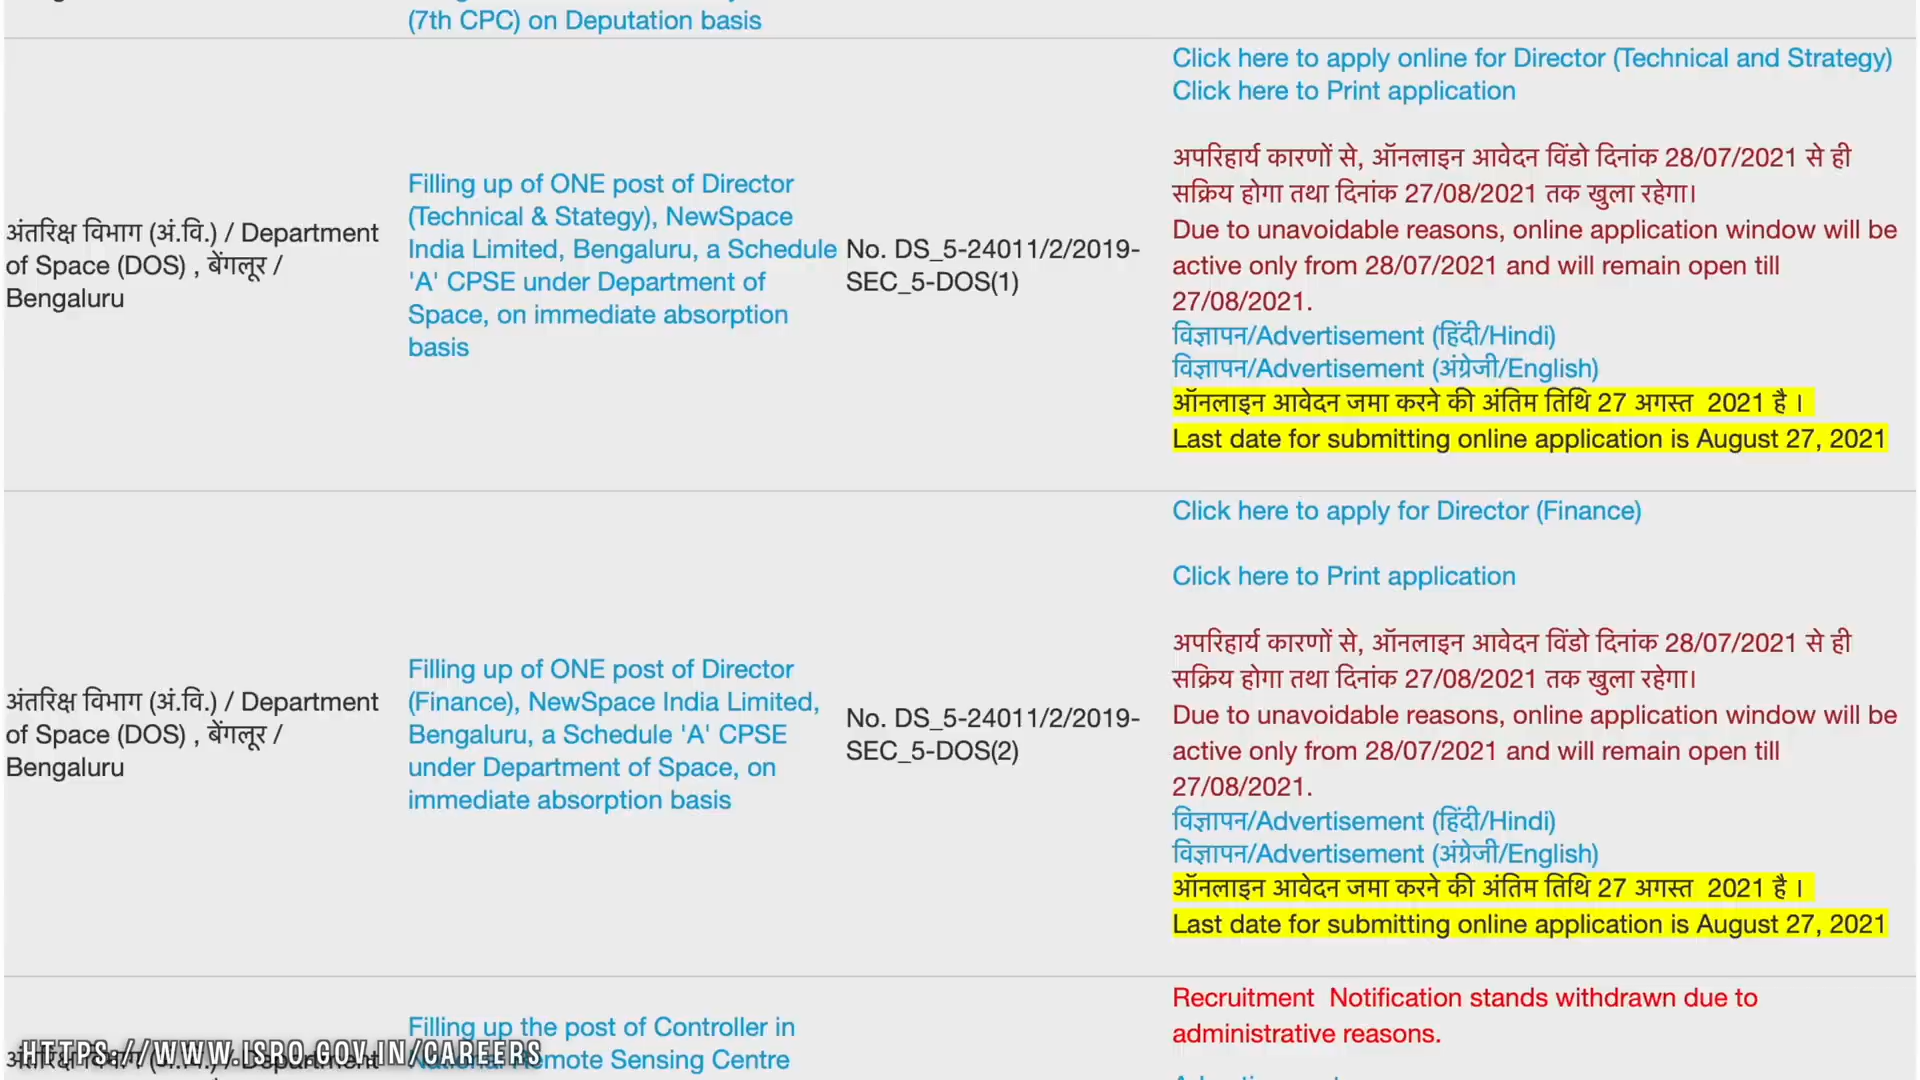 (7th CPC) on Deputation basis
अंतरिक्ष विभाग (अं.वि.) / Department
of Space (DOS) , बेंगलूर /
Bengaluru
Filling up of ONE post of Director
(Technical & Stategy), NewSpace
India Limited, Bengaluru, a Schedule
'A' CPSE under Department of
Space, on immediate absorption
basis
No. DS_5-24011/2/2019-
SEC_5-DOS(1)
Click here to apply online for Director (Technical and Strategy)
Click here to Print application
अपरिहार्य कारणों से, ऑनलाइन आवेदन विंडो दिनांक 28/07/2021 से ही
सक्रिय होगा तथा दिनांक 27/08/2021 तक खुला रहेगा।
Due to unavoidable reasons, online application window will be
active only from 28/07/2021 and will remain open till
27/08/2021.
विज्ञापन/Advertisement (हिंदी/Hindi)
विज्ञापन/Advertisement (अंग्रेजी/English)
ऑनलाइन आवेदन जमा करने की अंतिम तिथि 27 अगस्त  2021 है ।
Last date for submitting online application is August 27, 2021
अंतरिक्ष विभाग (अं.वि.) / Department
of Space (DOS) , बेंगलूर /
Bengaluru
Filling up of ONE post of Director
(Finance), NewSpace India Limited,
Bengaluru, a Schedule 'A' CPSE
under Department of Space, on
immediate absorption basis
No. DS_5-24011/2/2019-
SEC_5-DOS(2)
Click here to apply for Director (Finance)
Click here to Print application
अपरिहार्य कारणों से, ऑनलाइन आवेदन विंडो दिनांक 28/07/2021 से ही
सक्रिय होगा तथा दिनांक 27/08/2021 तक खुला रहेगा।
Due to unavoidable reasons, online application window will be
active only from 28/07/2021 and will remain open till
27/08/2021.
विज्ञापन/Advertisement (हिंदी/Hindi)
विज्ञापन/Advertisement (अंग्रेजी/English)
ऑनलाइन आवेदन जमा करने की अंतिम तिथि 27 अगस्त  2021 है ।
Last date for submitting online application is August 27, 2021
Filling up the post of Controller in
Remote Sensing Centre
Recruitment  Notification stands withdrawn due to
administrative reasons.
HTTPS://WWW.ISRO.GOV.IN/CAREERS